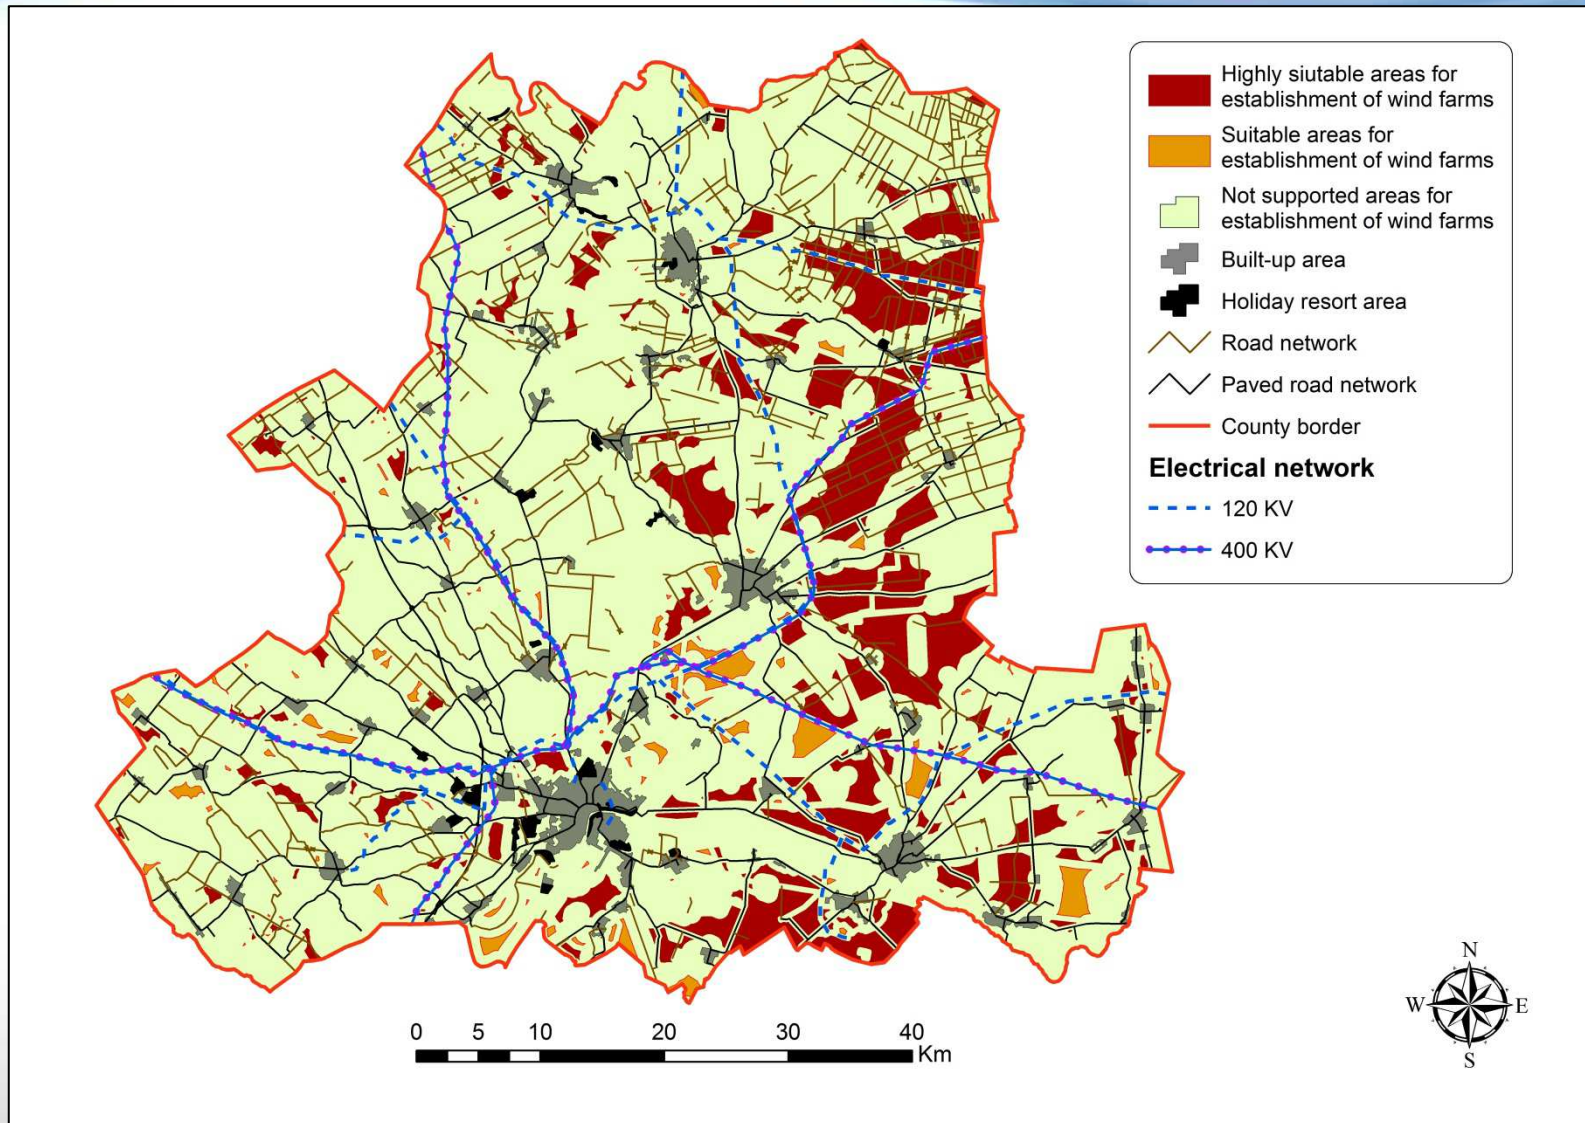 Highly siutable areas for
establishment of wind farms
Suitable areas for
establishment of wind farms
Not supported areas for
establishment of wind farms
Built-up area
Holiday resort area
Road network
Paved road network
County border
Electrical network
120 KV
400 KV
N
W E
S
0 5 10 20 30 40
Km